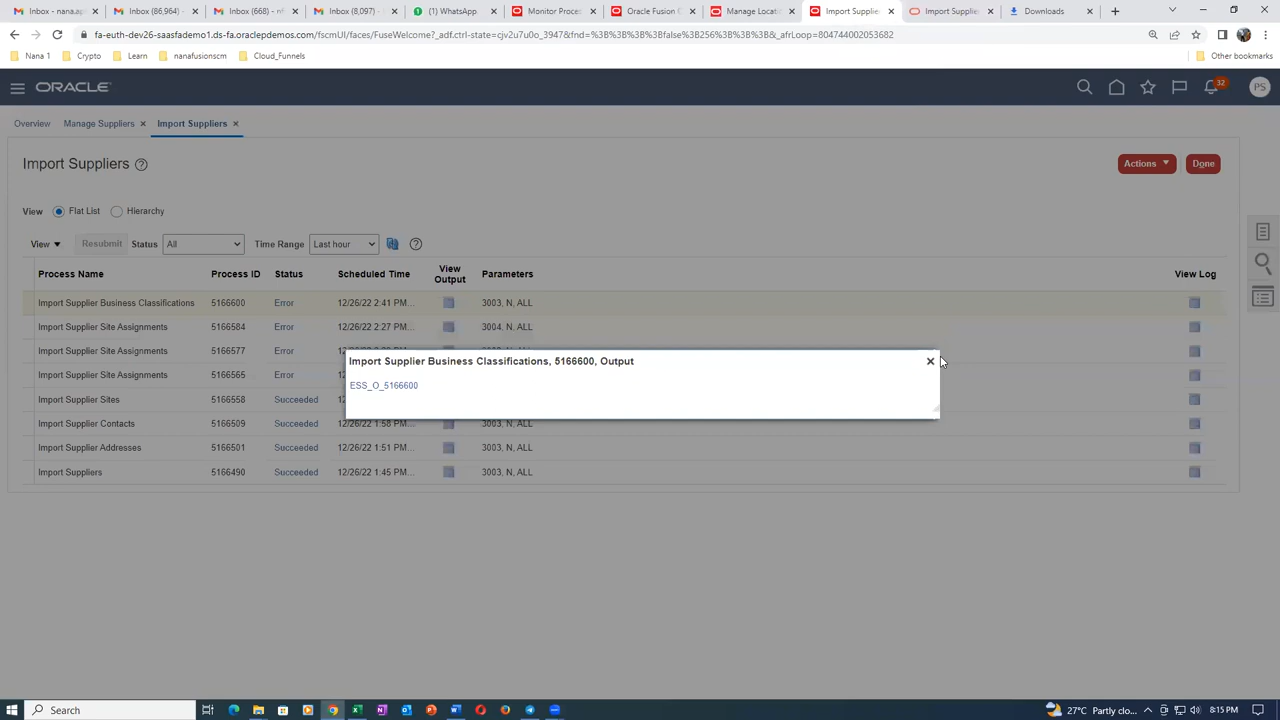 Inbox - nana.ap
Inbox (86,964) -
Inbox (668) - n
Inbox (8,097) -
(1) WhatsApp
Monitor Proce
Oracle Fusion C
Manage Locati
Import Supplier
Import Supplie
Downloads
fa-euth-dev26-saasfademo1.ds-fa.oraclepdemos.com/fscmUI/faces/FuseWelcome?_adf.ctrl-state=cjv2u7u0o_3947&fnd=%3B%3B%3B%3Bfalse%3B256%3B%3B%3B&_afrLoop=804744002053682
Nana 1
Crypto
Learn
nanafusionscm
Cloud_Funnels
Other bookmarks
ORACLE
32
PS
Overview
Manage Suppliers
Import Suppliers
Import Suppliers
Actions
Done
View
Flat List
Hierarchy
View
Resubmit
Status
All
Time Range
Last hour
Process Name
Process ID
Status
Scheduled Time
View Output
Parameters
View Log
Import Supplier Business Classifications 5166600 Error 12/26/22 2:41 PM... 3003, N, ALL
Import Supplier Site Assignments 5166584 Error 12/26/22 2:27 PM... 3004, N, ALL
Import Supplier Site Assignments 5166577 Error
Import Supplier Business Classifications, 5166600, Output
Import Supplier Site Assignments 5166565 Error
ESS_O_5166600
Import Supplier Sites 5166558 Succeeded
Import Supplier Contacts 5166509 Succeeded 12/26/22 1:58 PM... 3003, N, ALL
Import Supplier Addresses 5166501 Succeeded 12/26/22 1:51 PM... 3003, N, ALL
Import Suppliers 5166490 Succeeded 12/26/22 1:45 PM... 3003, N, ALL
Search
27°C Partly clo...
8:15 PM